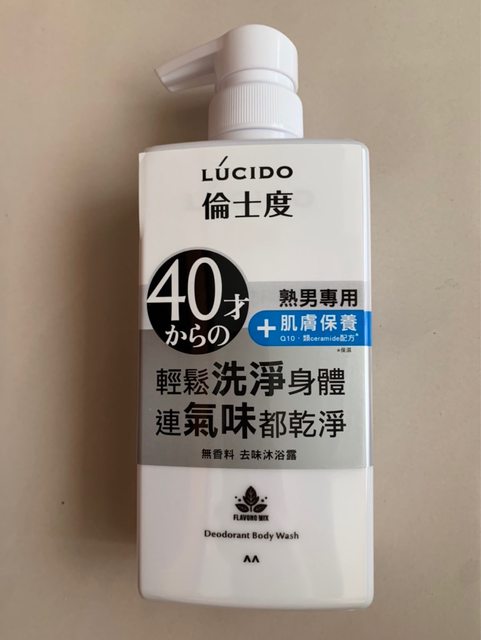 LÚCIDO
倫士度
40才
からの
熟男專用
+肌膚保養
Q10・類ceramide配方*
*保濕
輕鬆洗淨身體
連氣味都乾淨
無香料 去味沐浴露
FLAVONO MIX
Deodorant Body Wash